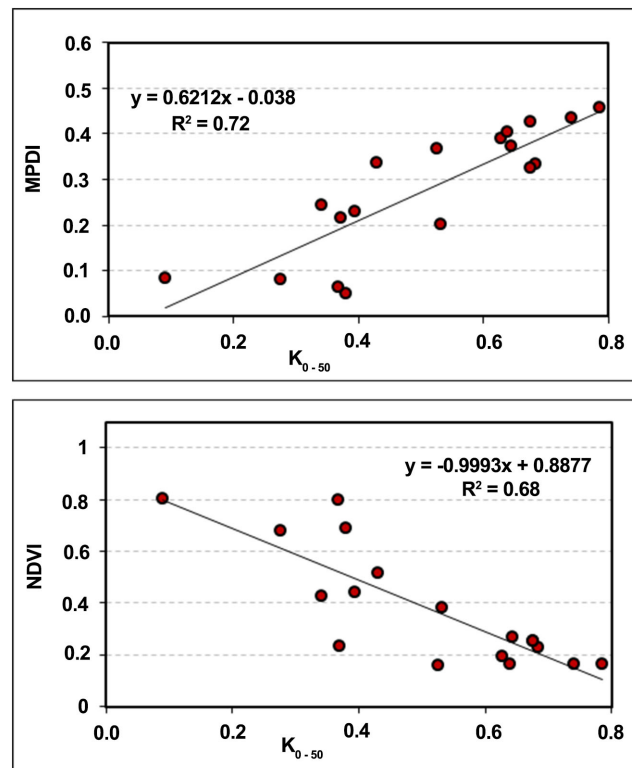 0.6
0.5
y = 0.6212x - 0.038
R² = 0.72
0.4
MPDI
0.3
0.2
0.1
0.0
0.0 0.2 0.4 0.6 0.8
K0 - 50
1
y = -0.9993x + 0.8877
R² = 0.68
0.8
0.6
NDVI
0.4
0.2
0
0.0 0.2 0.4 0.6 0.8
K0 - 50